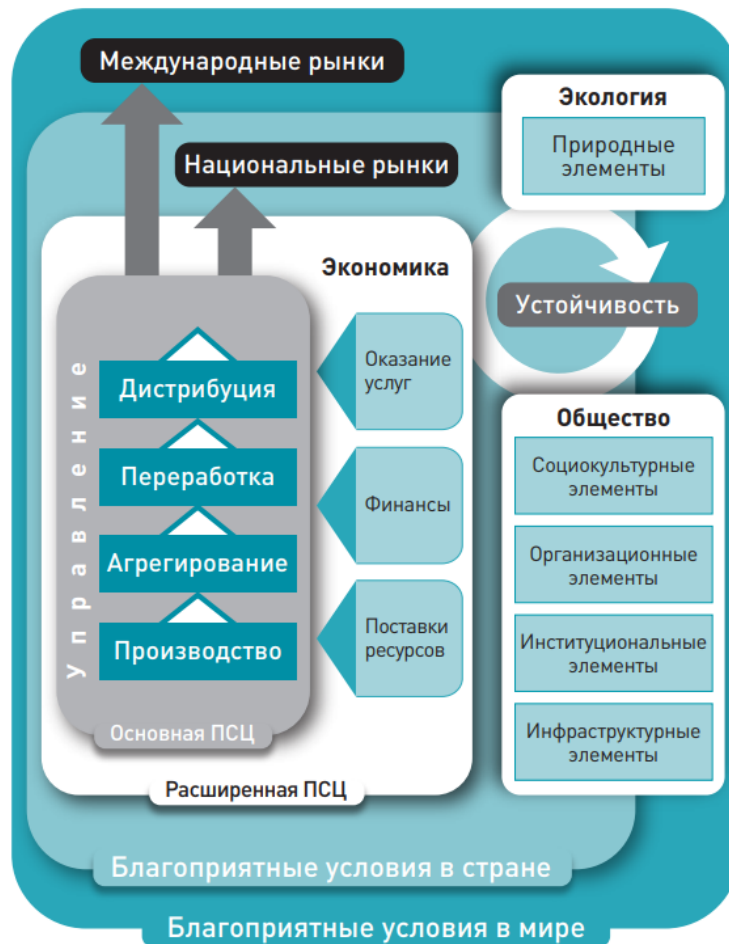 Международные рынки
Национальные рынки
Экология
Природные
элементы
Экономика
Устойчивость
Управление
Дистрибуция
Переработка
Агрегирование
Производство
Основная ПСЦ
Оказание
услуг
Финансы
Поставки
ресурсов
Расширенная ПСЦ
Общество
Социокультурные
элементы
Организационные
элементы
Институциональные
элементы
Инфраструктурные
элементы
Благоприятные условия в стране
Благоприятные условия в мире